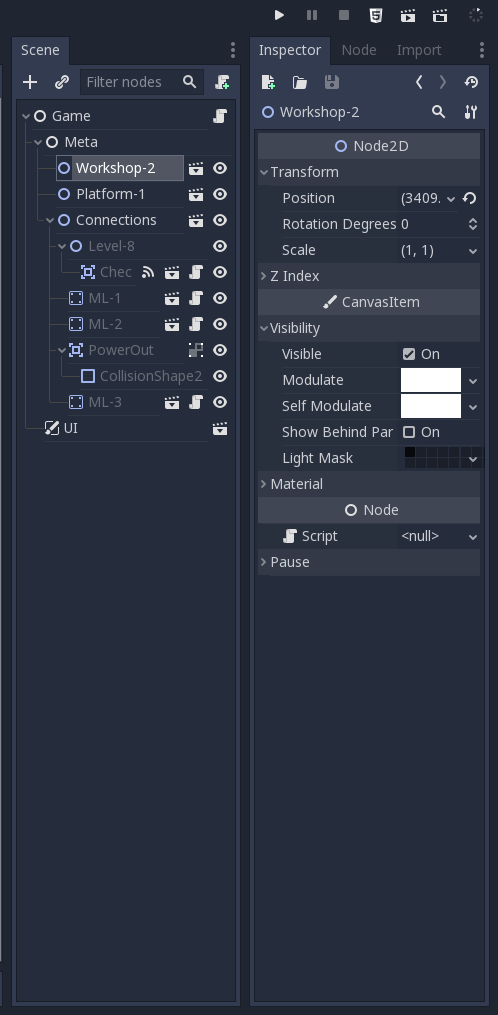 Scene
Filter nodes
Game
Meta
Workshop-2
Platform-1
Connections
Level-8
Chec
ML-1
ML-2
PowerOut
CollisionShape2
ML-3
UI
Inspector Node Import
Workshop-2
Node2D
Transform
Position (3409.
Rotation Degrees 0
Scale (1, 1)
Z Index
CanvasItem
Visibility
Visible On
Modulate
Self Modulate
Show Behind Par On
Light Mask
Material
Node
Script <null>
Pause